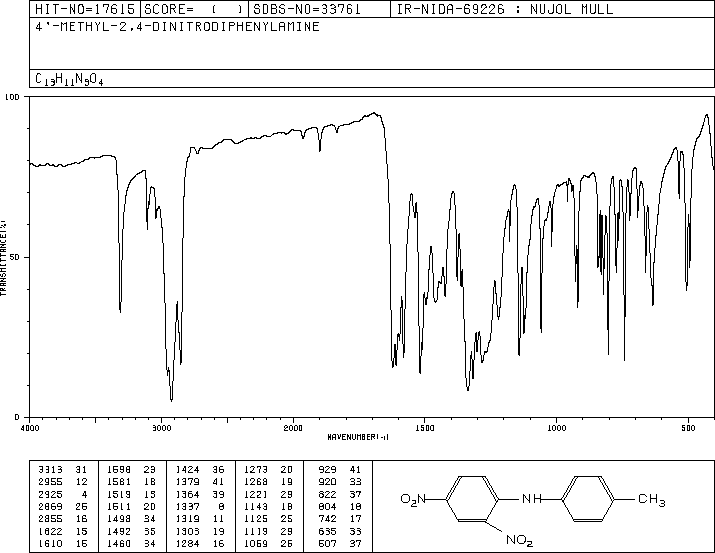 HIT-NO=17615 SCORE= ( ) SDBS-NO=33761 IR-NIDA-69226 : NUJOL MULL
4'-METHYL-2,4-DINITRODIPHENYLAMINE
C13H11N3O4
100
50
0
TRANSMITTANCE(%)
4000 3000 2000 1500 1000 500
WAVENUMBER(-1)
3313 31 1598 23 1424 36 1273 20 929 41
2955 12 1581 18 1379 41 1268 19 920 33
2925 4 1519 13 1364 39 1221 29 822 37
2869 26 1511 20 1337 8 1143 18 804 18
2855 16 1498 34 1319 11 1125 25 742 17
1622 15 1492 35 1303 19 1119 29 635 33
1610 15 1460 34 1284 16 1059 26 507 37
O2N NH CH3
NO2